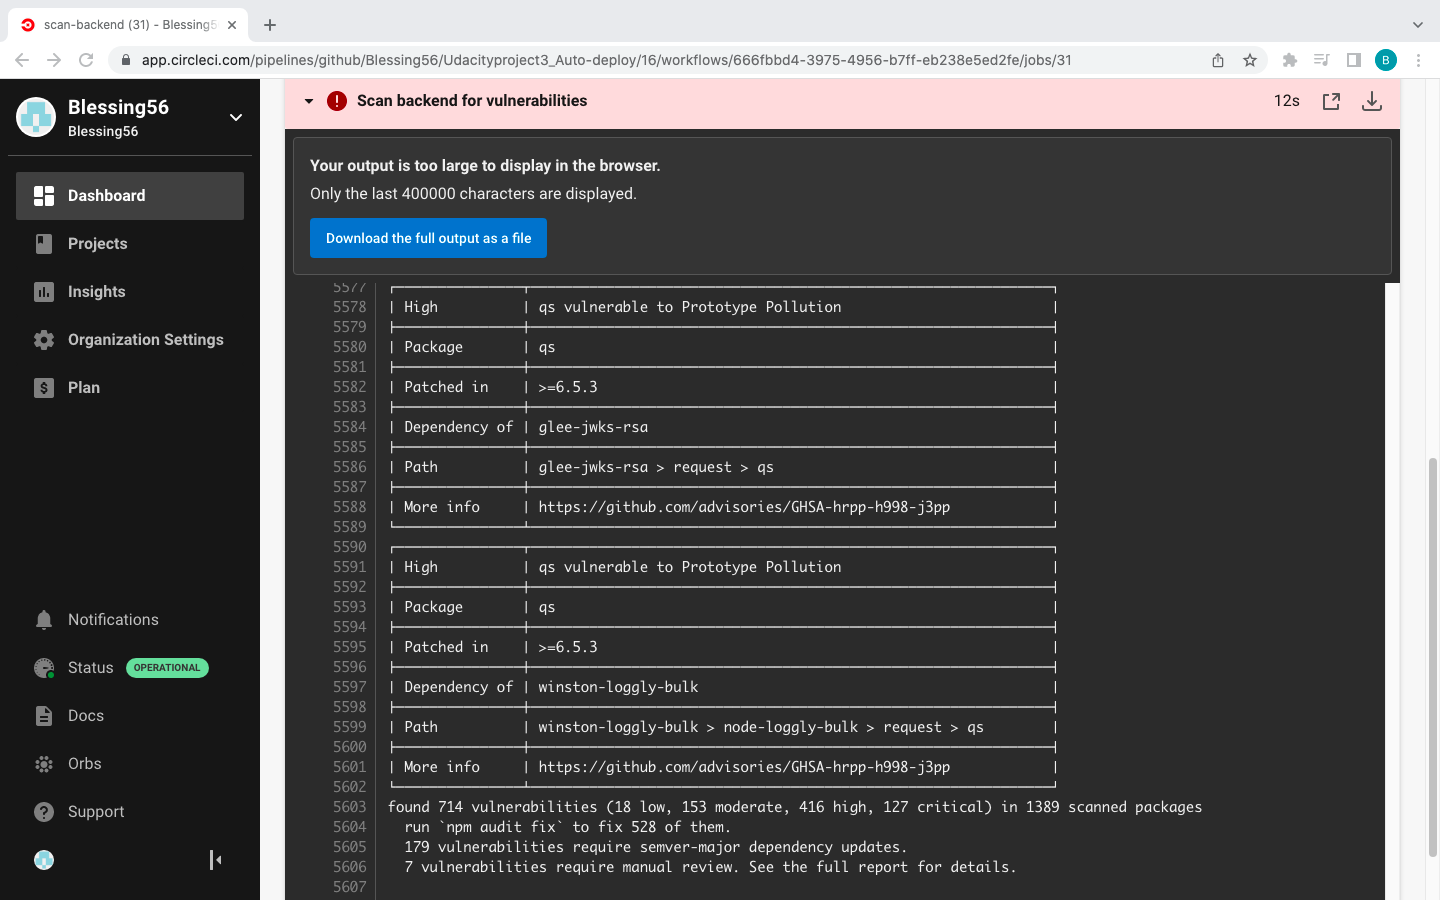 scan-backend (31) - Blessing5
app.circleci.com/pipelines/github/Blessing56/Udacityproject3_Auto-deploy/16/workflows/666fbbd4-3975-4956-b7ff-eb238e5ed2fe/jobs/31
B
Blessing56
Blessing56
Dashboard
Projects
Insights
Organization Settings
Plan
Notifications
Status OPERATIONAL
Docs
Orbs
Support
Scan backend for vulnerabilities 12s
Your output is too large to display in the browser.
Only the last 400000 characters are displayed.
Download the full output as a file
5577
5578 | High | qs vulnerable to Prototype Pollution |
5579
5580 | Package | qs |
5581
5582 | Patched in | >=6.5.3 |
5583
5584 | Dependency of | glee-jwks-rsa |
5585
5586 | Path | glee-jwks-rsa > request > qs |
5587
5588 | More info | https://github.com/advisories/GHSA-hrpp-h998-j3pp |
5589
5590
5591 | High | qs vulnerable to Prototype Pollution |
5592
5593 | Package | qs |
5594
5595 | Patched in | >=6.5.3 |
5596
5597 | Dependency of | winston-loggly-bulk |
5598
5599 | Path | winston-loggly-bulk > node-loggly-bulk > request > qs |
5600
5601 | More info | https://github.com/advisories/GHSA-hrpp-h998-j3pp |
5602
5603 found 714 vulnerabilities (18 low, 153 moderate, 416 high, 127 critical) in 1389 scanned packages
5604 run `npm audit fix` to fix 528 of them.
5605 179 vulnerabilities require semver-major dependency updates.
5606 7 vulnerabilities require manual review. See the full report for details.
5607